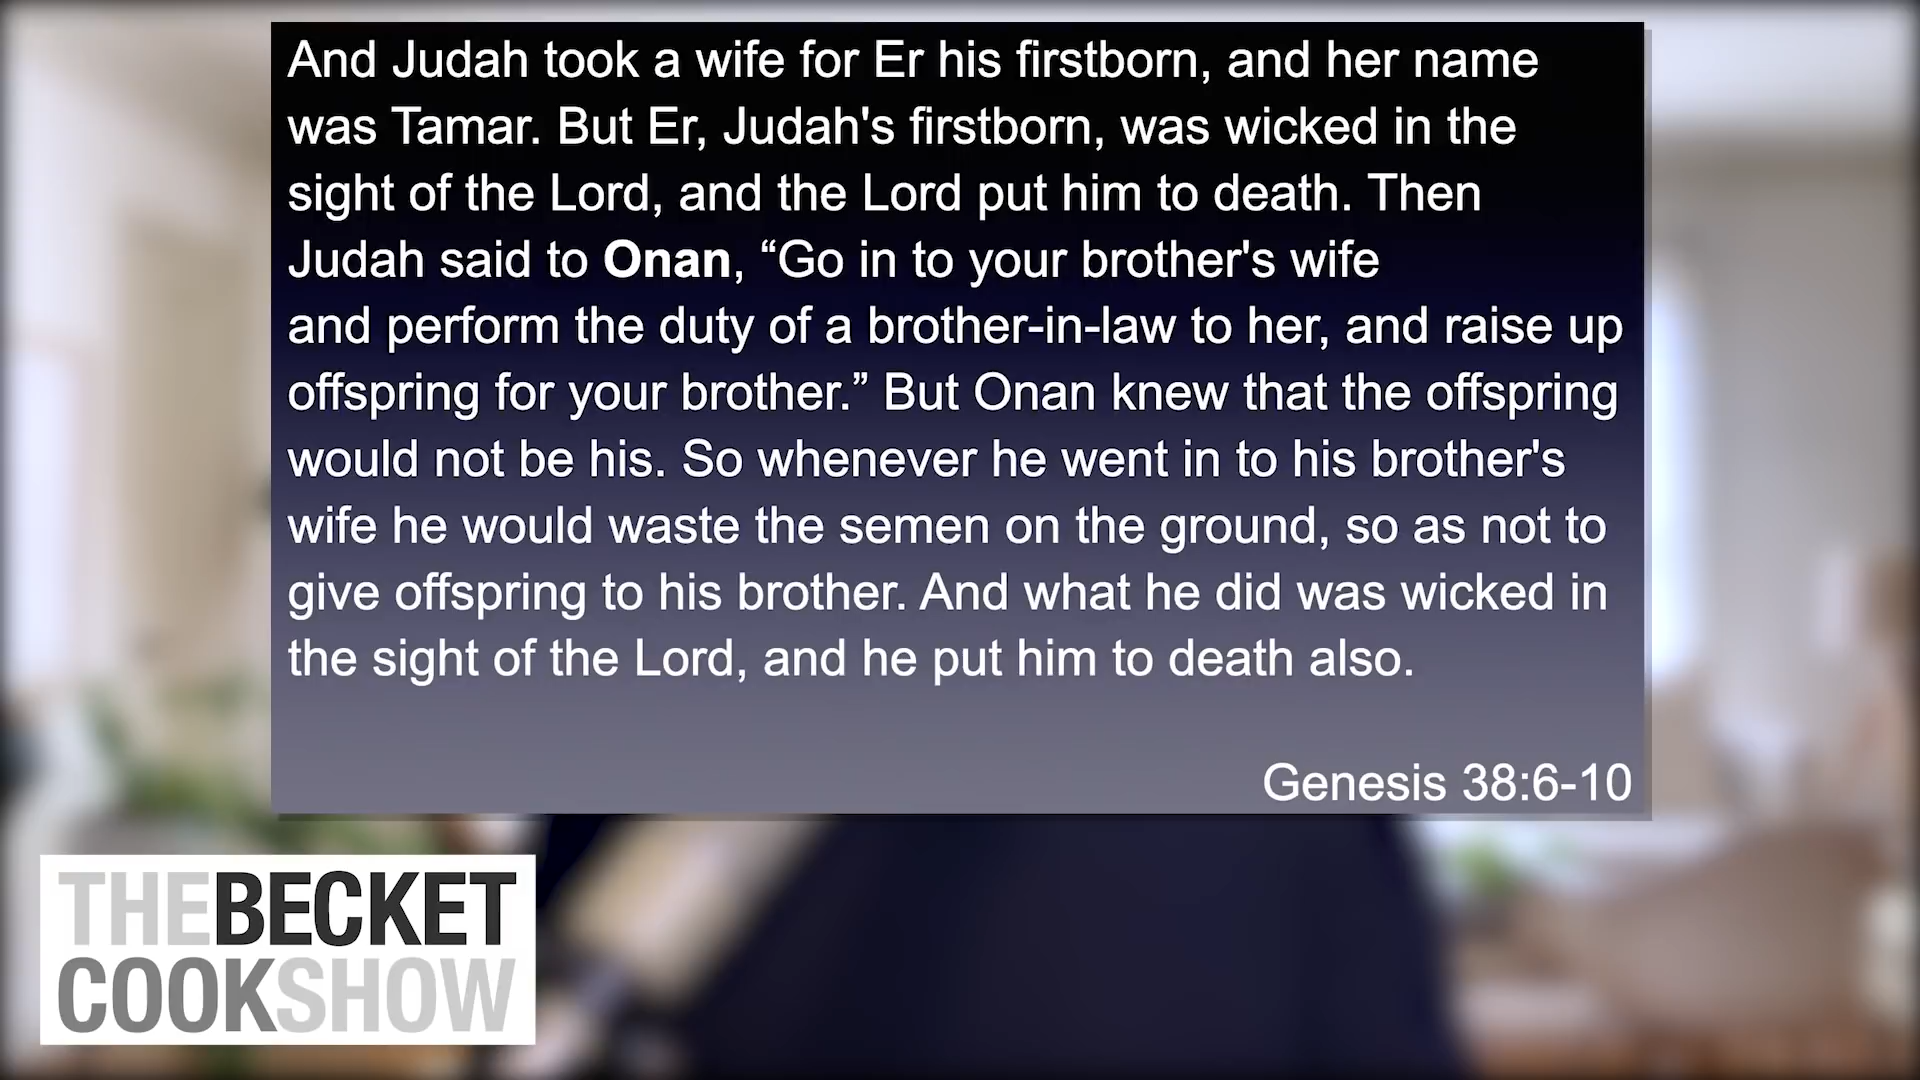 And Judah took a wife for Er his firstborn, and her name
was Tamar. But Er, Judah's firstborn, was wicked in the
sight of the Lord, and the Lord put him to death. Then
Judah said to Onan, “Go in to your brother's wife
and perform the duty of a brother-in-law to her, and raise up
offspring for your brother.” But Onan knew that the offspring
would not be his. So whenever he went in to his brother's
wife he would waste the semen on the ground, so as not to
give offspring to his brother. And what he did was wicked in
the sight of the Lord, and he put him to death also.
Genesis 38:6-10
THEBECKET
COOKSHOW